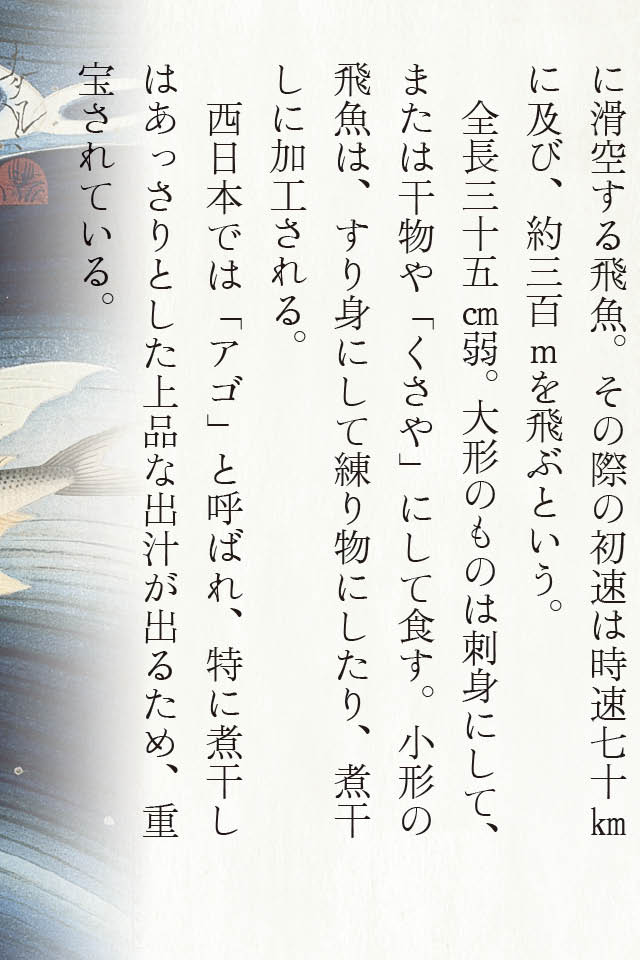 に滑空する飛魚。その際の初速は時速七十㎞
に及び、約三百ｍを飛ぶという。
全長三十五㎝弱。大形のものは刺身にして、
または干物や「くさや」にして食す。小形の
飛魚は、すり身にして練り物にしたり、煮干
しに加工される。
西日本では「アゴ」と呼ばれ、特に煮干し
はあっさりとした上品な出汁が出るため、重
宝されている。